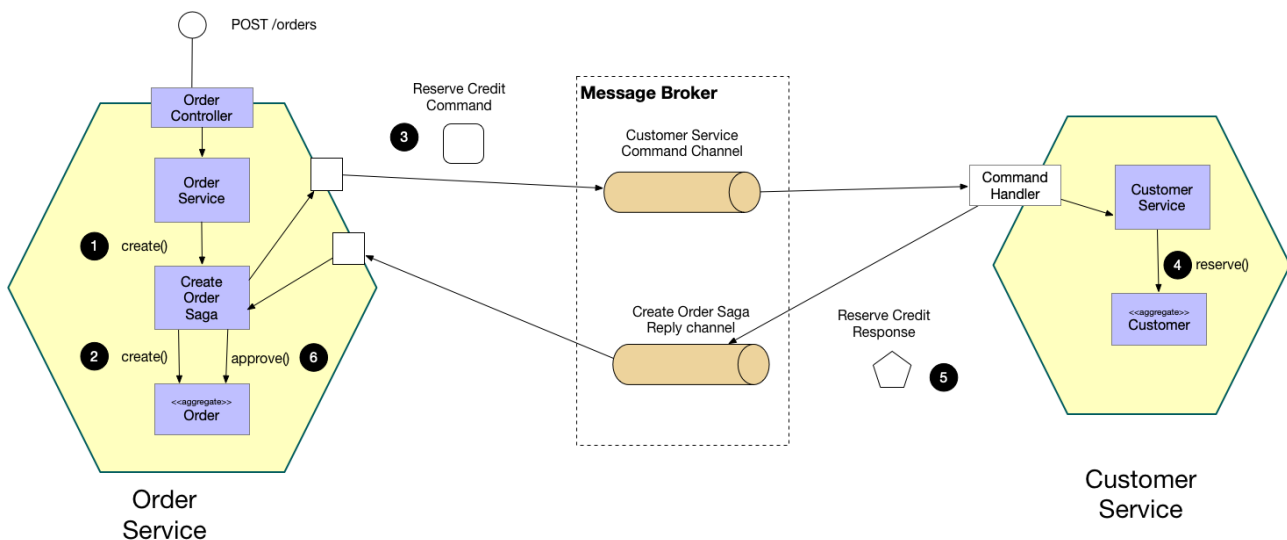 POST /orders
Order
Controller
Order
Service
1
create()
Create
Order
Saga
2
create()
approve()
6
<<aggregate>>
Order
Order
Service
Reserve Credit
Command
3
Message Broker
Customer Service
Command Channel
Create Order Saga
Reply channel
Reserve Credit
Response
5
Command
Handler
Customer
Service
4
reserve()
<<aggregate>>
Customer
Customer
Service